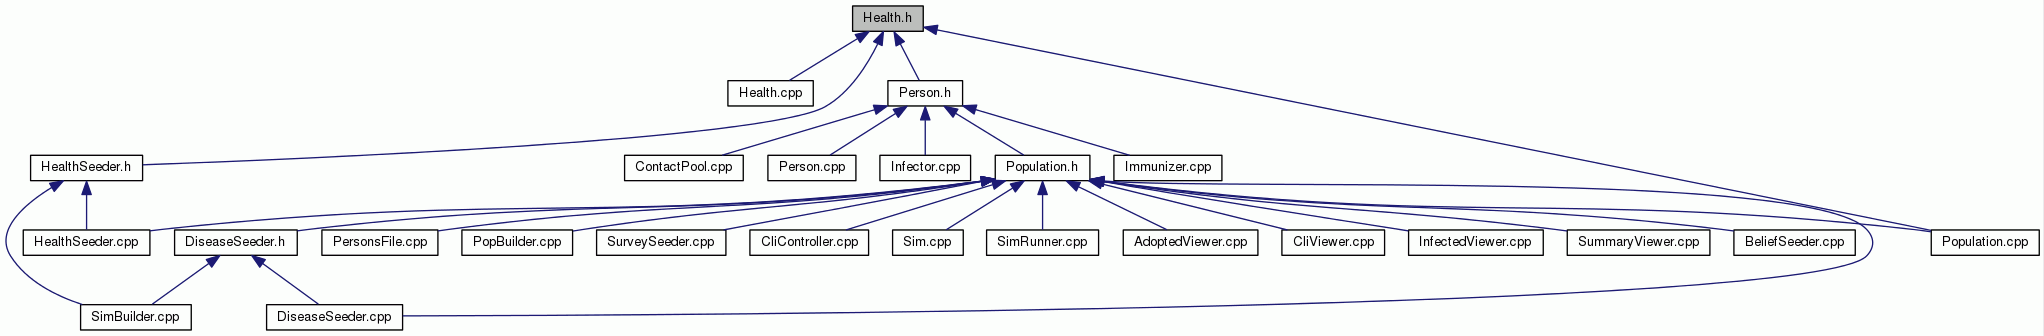 Health.h
Health.cpp
Person.h
HealthSeeder.h
ContactPool.cpp
Person.cpp
Infector.cpp
Population.h
Immunizer.cpp
HealthSeeder.cpp
DiseaseSeeder.h
PersonsFile.cpp
PopBuilder.cpp
SurveySeeder.cpp
CliController.cpp
Sim.cpp
SimRunner.cpp
AdoptedViewer.cpp
CliViewer.cpp
InfectedViewer.cpp
SummaryViewer.cpp
BeliefSeeder.cpp
Population.cpp
SimBuilder.cpp
DiseaseSeeder.cpp